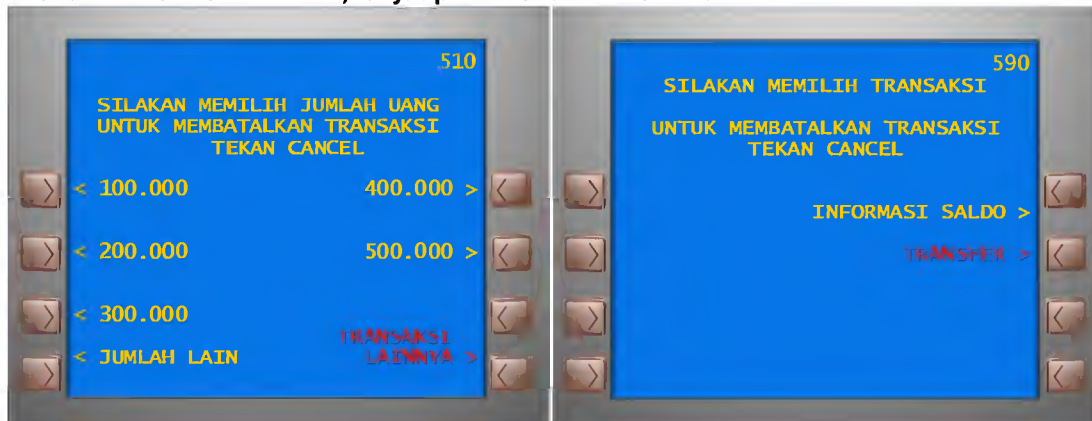 510
SILAKAN MEMILIH JUMLAH UANG
UNTUK MEMBATALKAN TRANSAKSI
TEKAN CANCEL
< 100.000 400.000 >
< 200.000 500.000 >
< 300.000
TRANSAKSI
< JUMLAH LAIN LAINNYA >
590
SILAKAN MEMILIH TRANSAKSI
UNTUK MEMBATALKAN TRANSAKSI
TEKAN CANCEL
INFORMASI SALDO >
TRANSFER >